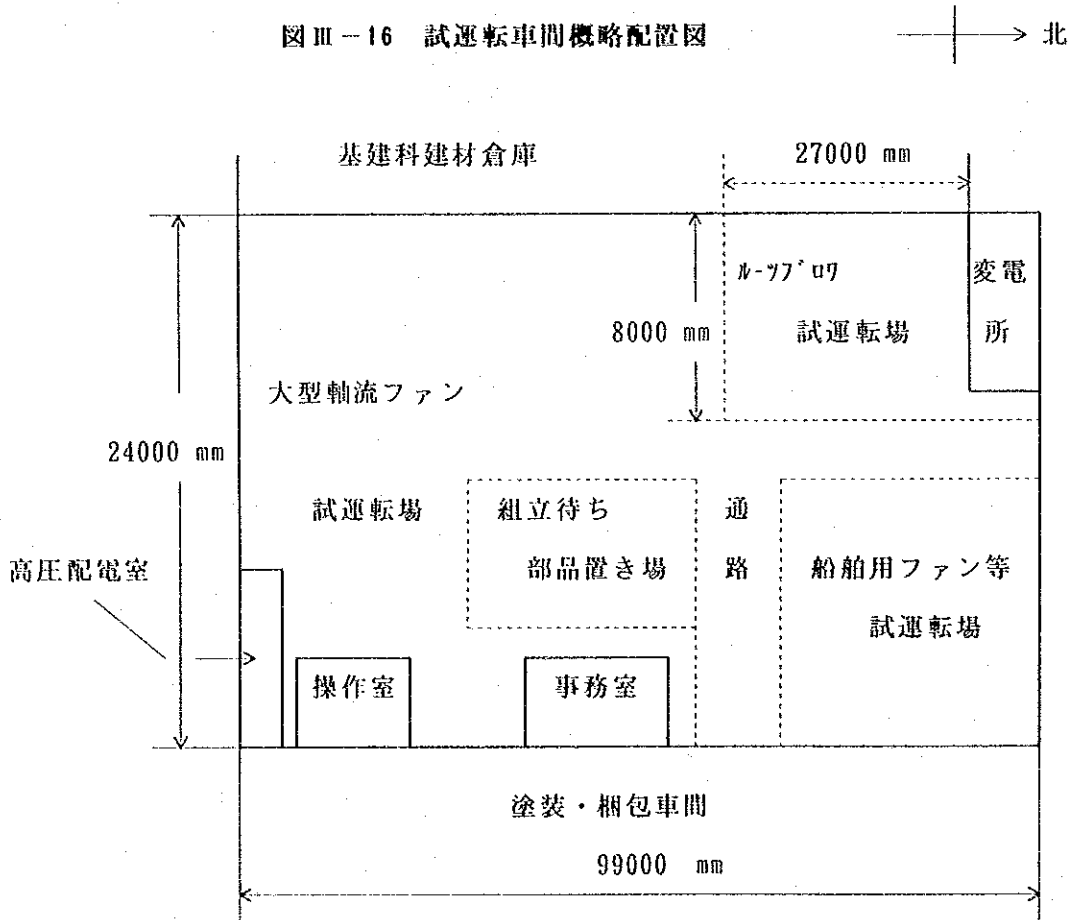 図Ⅲ-16 試運転車間概略配置図
北
基建科建材倉庫
27000 mm
ルーツブロワ
試運転場
変電
所
8000 mm
大型軸流ファン
試運転場
24000 mm
組立待ち
部品置き場
通
路
船舶用ファン等
試運転場
高圧配電室
操作室
事務室
塗装・梱包車間
99000 mm